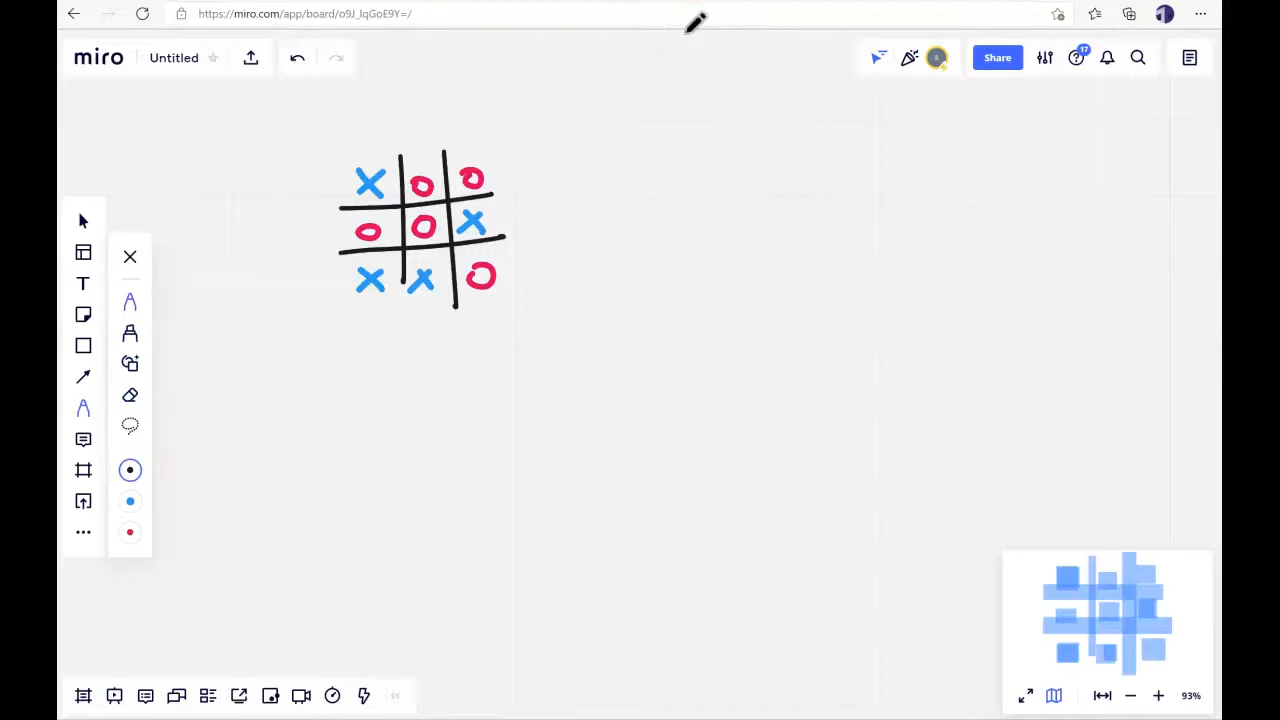 https://miro.com/app/board/o9J_lqGoE9Y=/
miro Untitled 17 Share
X O O
O O X
X X O
T
93%